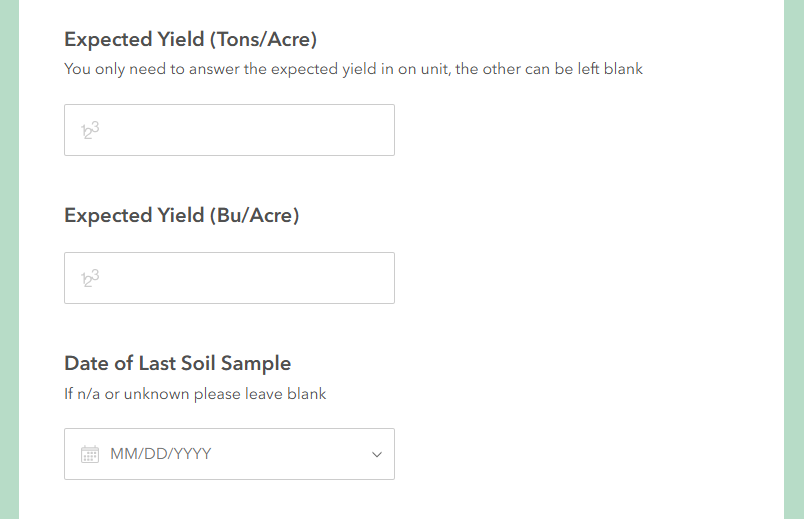 Expected Yield (Tons/Acre)
You only need to answer the expected yield in on unit, the other can be left blank
123
Expected Yield (Bu/Acre)
123
Date of Last Soil Sample
If n/a or unknown please leave blank
MM/DD/YYYY